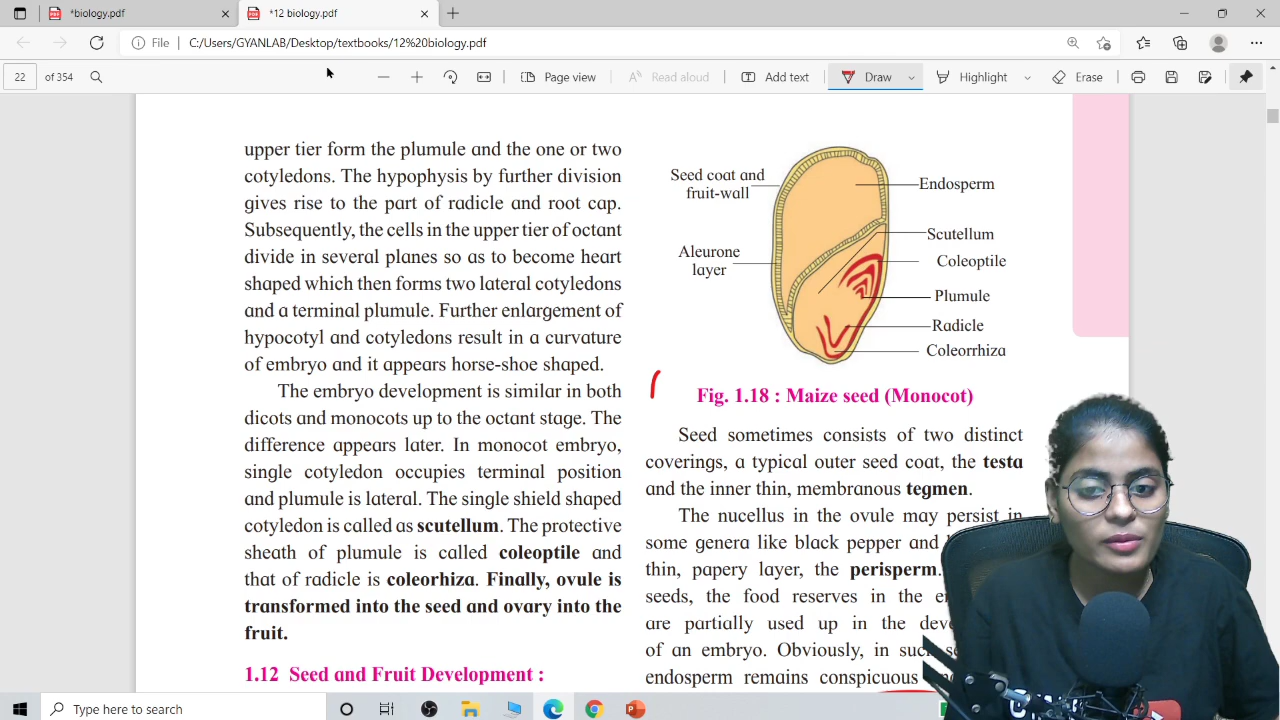 *biology.pdf
*12 biology.pdf
File C:/Users/GYANLAB/Desktop/textbooks/12%20biology.pdf
22 of 354 Page view Read aloud Add text Draw Highlight Erase
upper tier form the plumule and the one or two
cotyledons. The hypophysis by further division
gives rise to the part of radicle and root cap.
Subsequently, the cells in the upper tier of octant
divide in several planes so as to become heart
shaped which then forms two lateral cotyledons
and a terminal plumule. Further enlargement of
hypocotyl and cotyledons result in a curvature
of embryo and it appears horse-shoe shaped.
The embryo development is similar in both
dicots and monocots up to the octant stage. The
difference appears later. In monocot embryo,
single cotyledon occupies terminal position
and plumule is lateral. The single shield shaped
cotyledon is called as scutellum. The protective
sheath of plumule is called coleoptile and
that of radicle is coleorhiza. Finally, ovule is
transformed into the seed and ovary into the
fruit.
1.12 Seed and Fruit Development :
Seed coat and
fruit-wall
Aleurone
layer
Endosperm
Scutellum
Coleoptile
Plumule
Radicle
Coleorrhiza
Fig. 1.18 : Maize seed (Monocot)
Seed sometimes consists of two distinct
coverings, a typical outer seed coat, the testa
and the inner thin, membranous tegmen.
The nucellus in the ovule may persist in
some genera like black pepper and
thin, papery layer, the perisperm.
seeds, the food reserves in the
are partially used up in the
of an embryo. Obviously, in
endosperm remains conspicuous
Type here to search